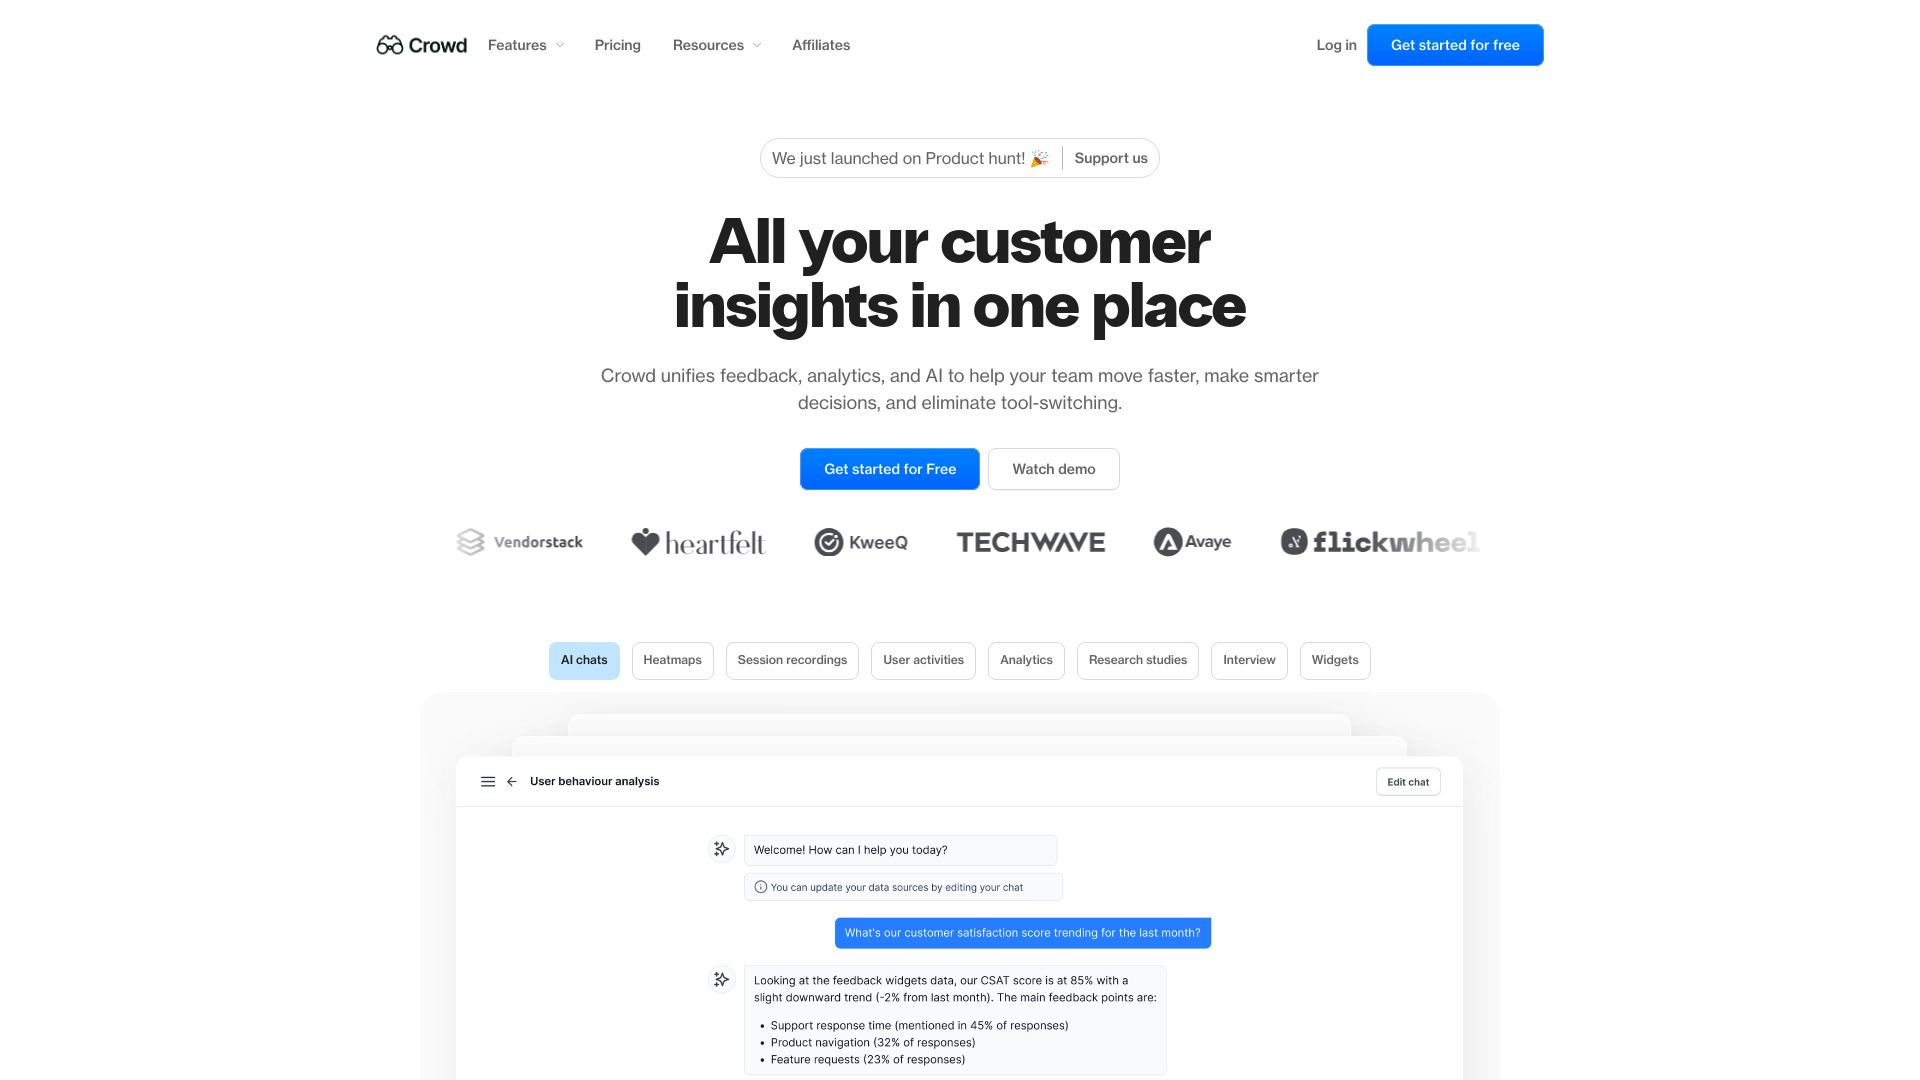 Crowd
Features
Pricing
Resources
Affiliates
Log in
Get started for free
We just launched on Product hunt! 🎉
Support us
All your customer
insights in one place
Crowd unifies feedback, analytics, and AI to help your team move faster, make smarter
decisions, and eliminate tool-switching.
Get started for Free
Watch demo
Vendorstack
heartfelt
KweeQ
TECHWAVE
Avaye
flickwheel
AI chats
Heatmaps
Session recordings
User activities
Analytics
Research studies
Interview
Widgets
User behaviour analysis
Edit chat
Welcome! How can I help you today?
You can update your data sources by editing your chat
What's our customer satisfaction score trending for the last month?
Looking at the feedback widgets data, our CSAT score is at 85% with a
slight downward trend (-2% from last month). The main feedback points are:
• Support response time (mentioned in 45% of responses)
• Product navigation (32% of responses)
• Feature requests (23% of responses)